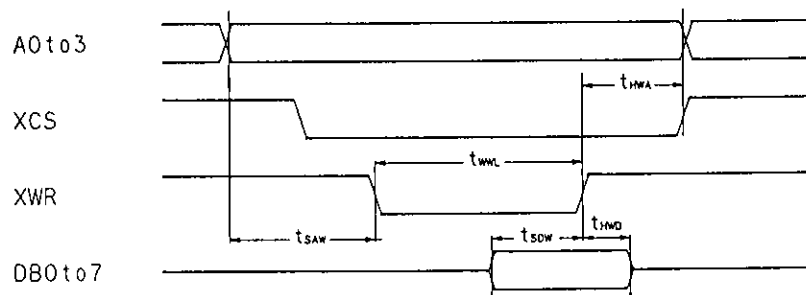 A0to3
tHWA
XCS
tWWL
XWR
tSAW
tSDW
tHWD
DB0to7